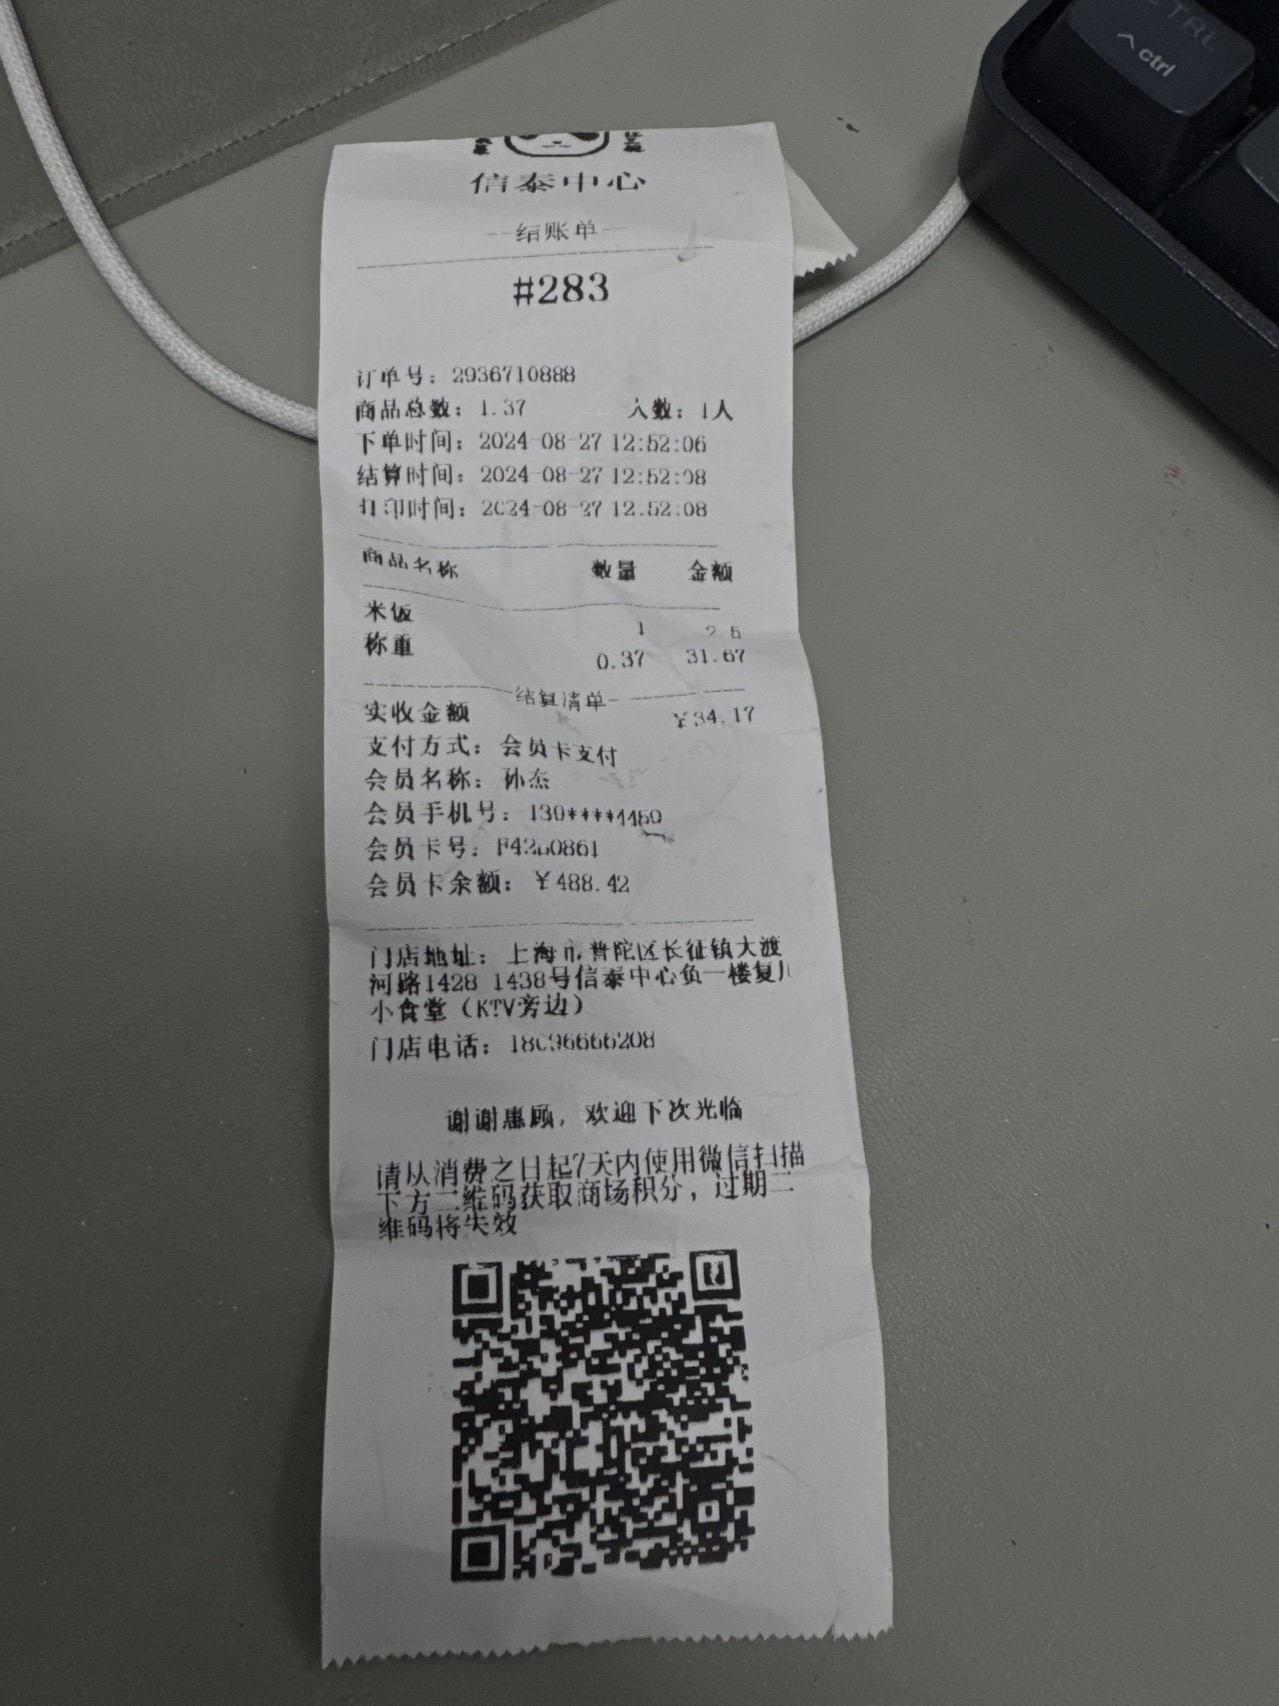 信泰中心
--结账单--
#283
订单号：2936710888
商品总数：1.37 人数：1人
下单时间：2024-08-27 12:52:06
结算时间：2024-08-27 12:52:08
打印时间：2024-08-27 12:52:08
商品名称 数量 金额
米饭
1 2.5
称重
0.37 31.67
结算清单
实收金额 ￥34.17
支付方式：会员卡支付
会员名称：孙杰
会员手机号：
会员卡号：
会员卡余额：￥488.42
门店地址：上海市普陀区长征镇大渡
河路1428 1438号信泰中心负一楼复
小食堂（KTV旁边）
门店电话：18096666208
谢谢惠顾，欢迎下次光临
请从消费之日起7天内使用微信扫描
下方二维码获取商场积分，过期二
维码将失效
ctrl